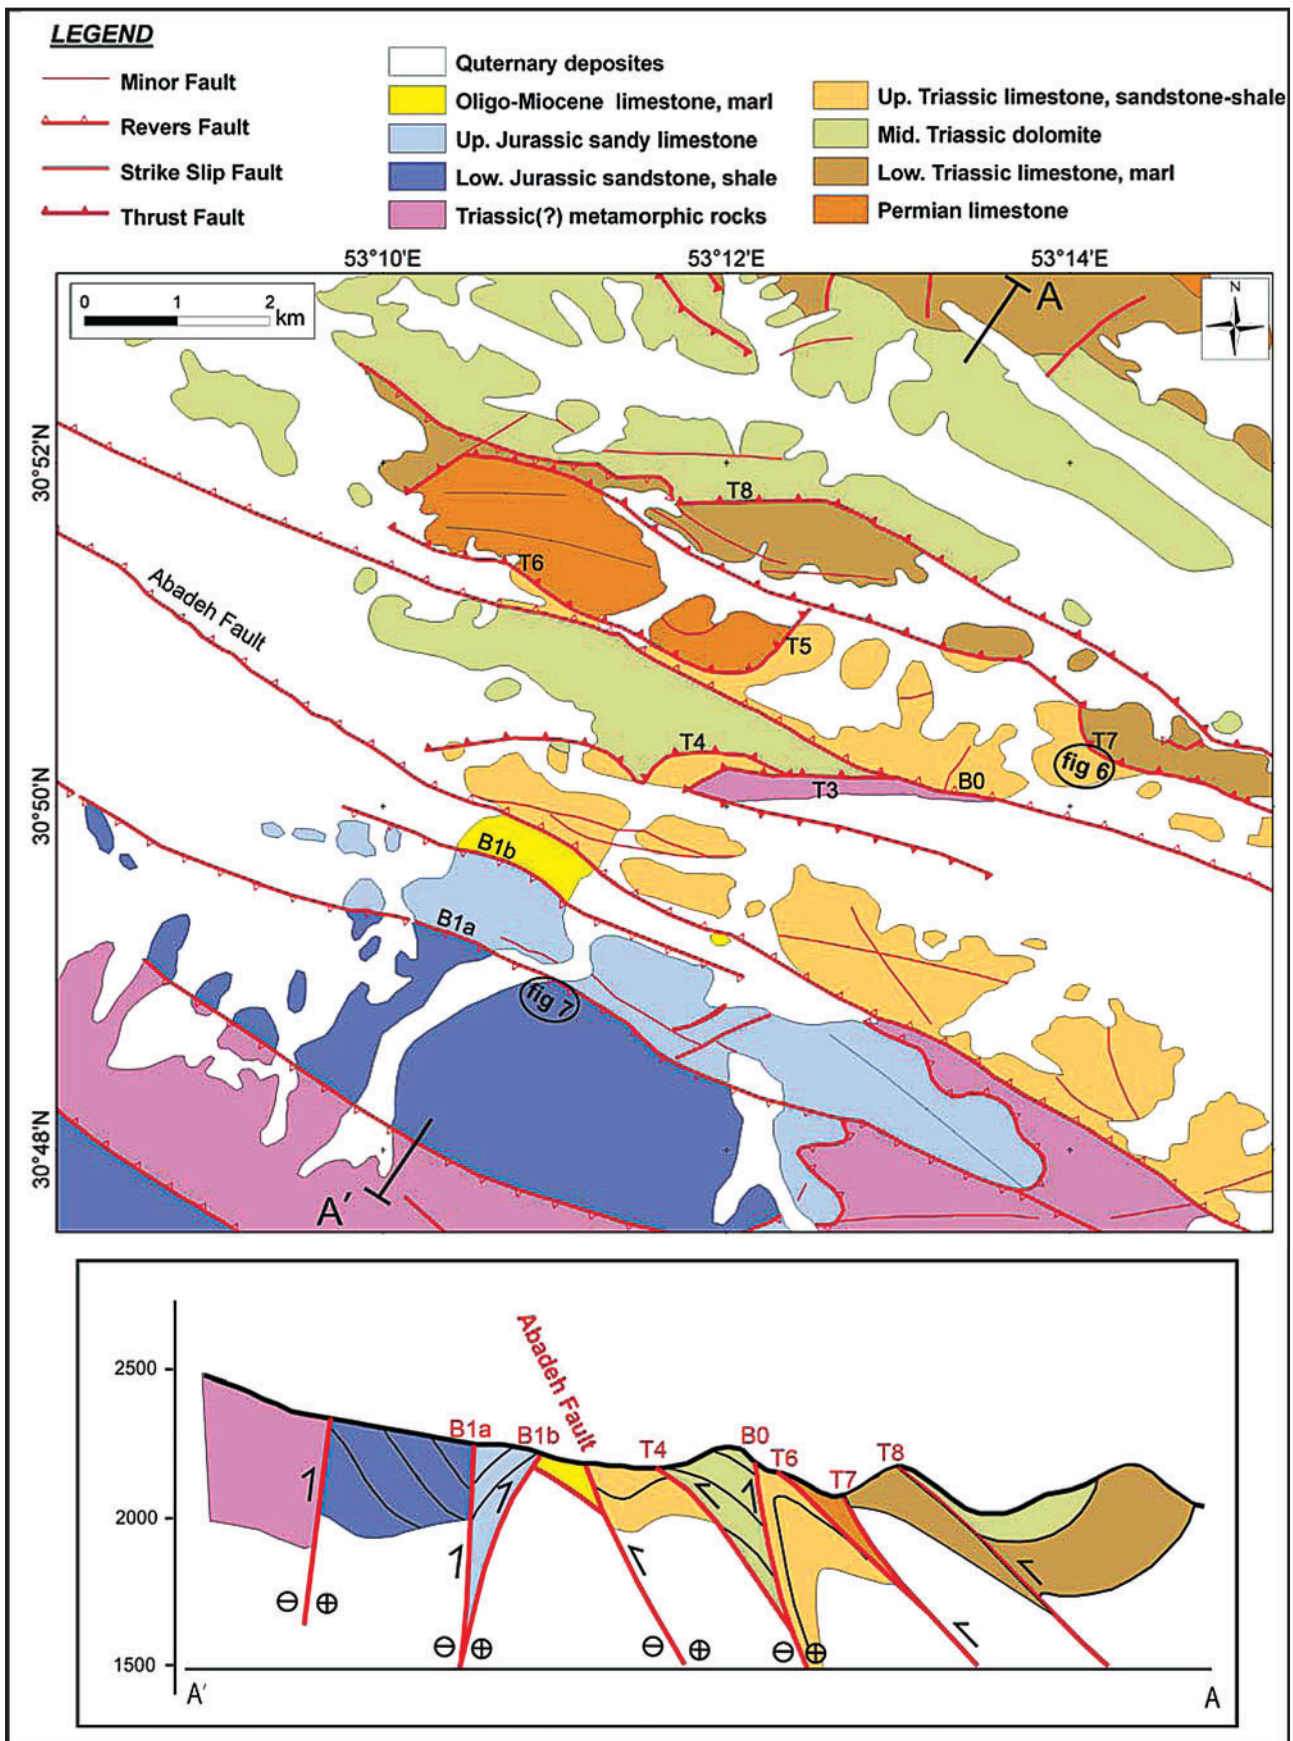 LEGEND
Minor Fault
Revers Fault
Strike Slip Fault
Thrust Fault
Quternary deposites
Oligo-Miocene limestone, marl
Up. Jurassic sandy limestone
Low. Jurassic sandstone, shale
Triassic(?) metamorphic rocks
Up. Triassic limestone, sandstone-shale
Mid. Triassic dolomite
Low. Triassic limestone, marl
Permian limestone
53°10'E 53°12'E 53°14'E
0 1 2
km
A
N
30°52'N
T8
T6
Abadeh Fault
T5
T4
T7
fig 6
B0
T3
30°50'N
B1b
B1a
fig 7
30°48'N
A'
Abadeh Fault
2500
B1a
B1b
T4
B0
T6
T7
T8
2000
1500
A'
A